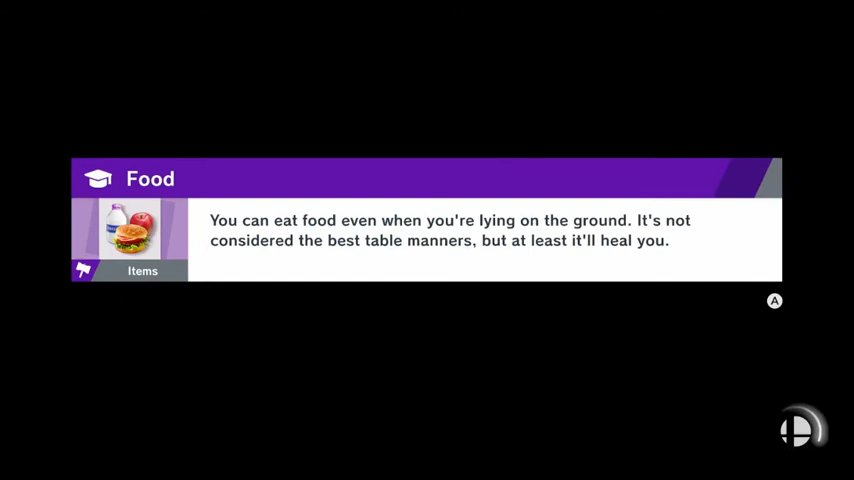 Food
You can eat food even when you're lying on the ground. It's not
considered the best table manners, but at least it'll heal you.
Items
A